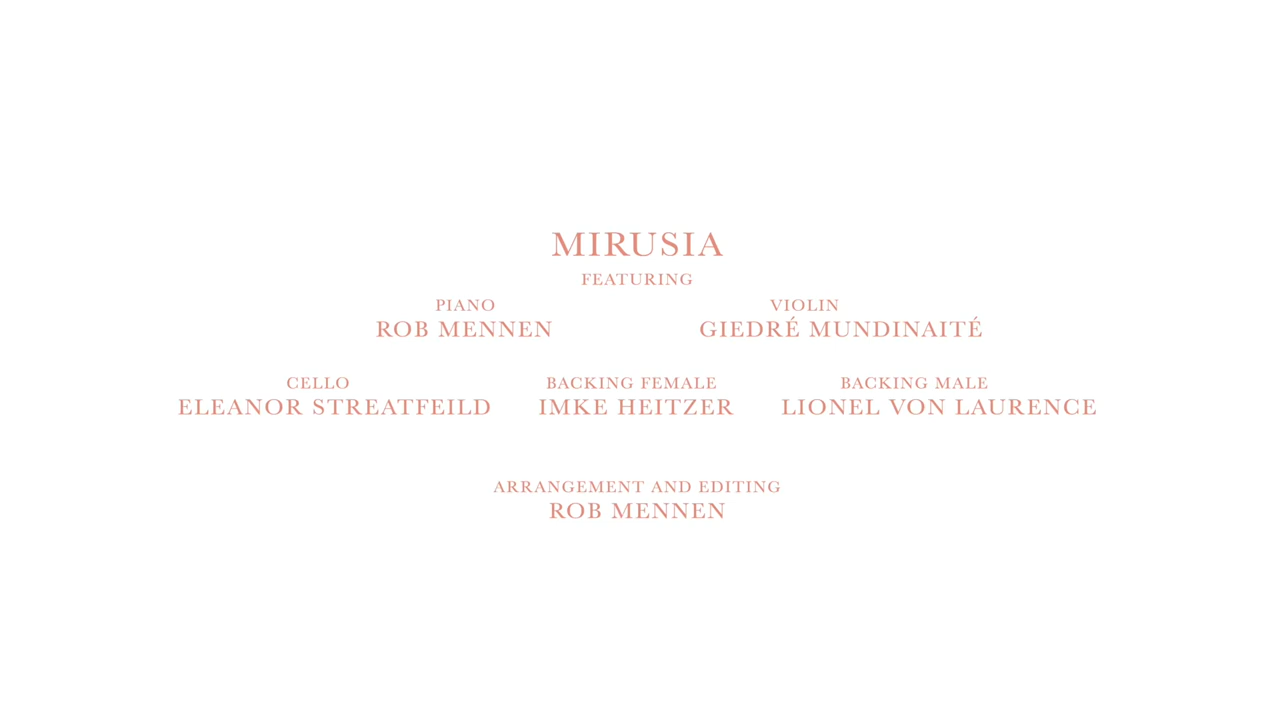 MIRUSIA
FEATURING
PIANO VIOLIN
ROB MENNEN GIEDRÉ MUNDINAITÉ
CELLO BACKING FEMALE BACKING MALE
ELEANOR STREATFEILD IMKE HEITZER LIONEL VON LAURENCE
ARRANGEMENT AND EDITING
ROB MENNEN